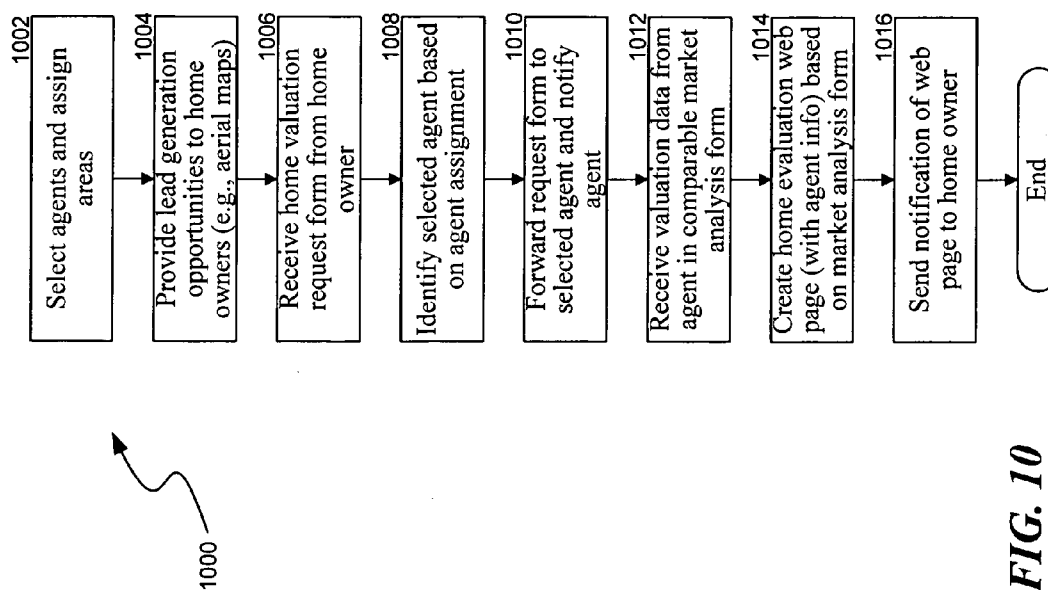 1002
Select agents and assign
areas
1004
Provide lead generation
opportunities to home
owners (e.g., aerial maps)
1006
Receive home valuation
request form from home
owner
1008
Identify selected agent based
on agent assignment
1010
Forward request form to
selected agent and notify
agent
1012
Receive valuation data from
agent in comparable market
analysis form
1014
Create home evaluation web
page (with agent info) based
on market analysis form
1016
Send notification of web
page to home owner
End
1000
FIG. 10